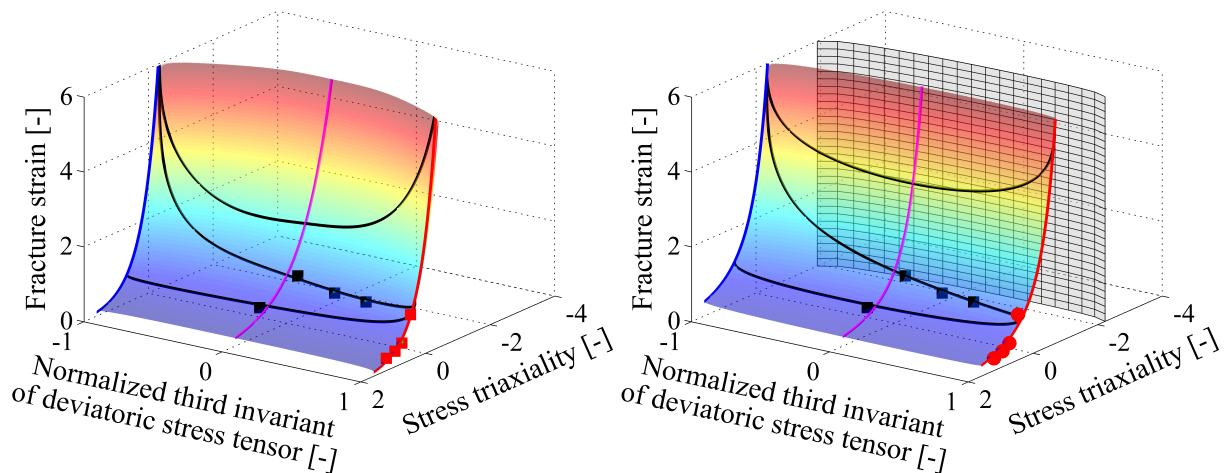 6
4
2
0
Fracture strain [-]
-1
0
1
Normalized third invariant
of deviatoric stress tensor [-]
2
0
-2
-4
Stress triaxiality [-]
6
4
2
0
Fracture strain [-]
-1
0
1
Normalized third invariant
of deviatoric stress tensor [-]
2
0
-2
-4
Stress triaxiality [-]